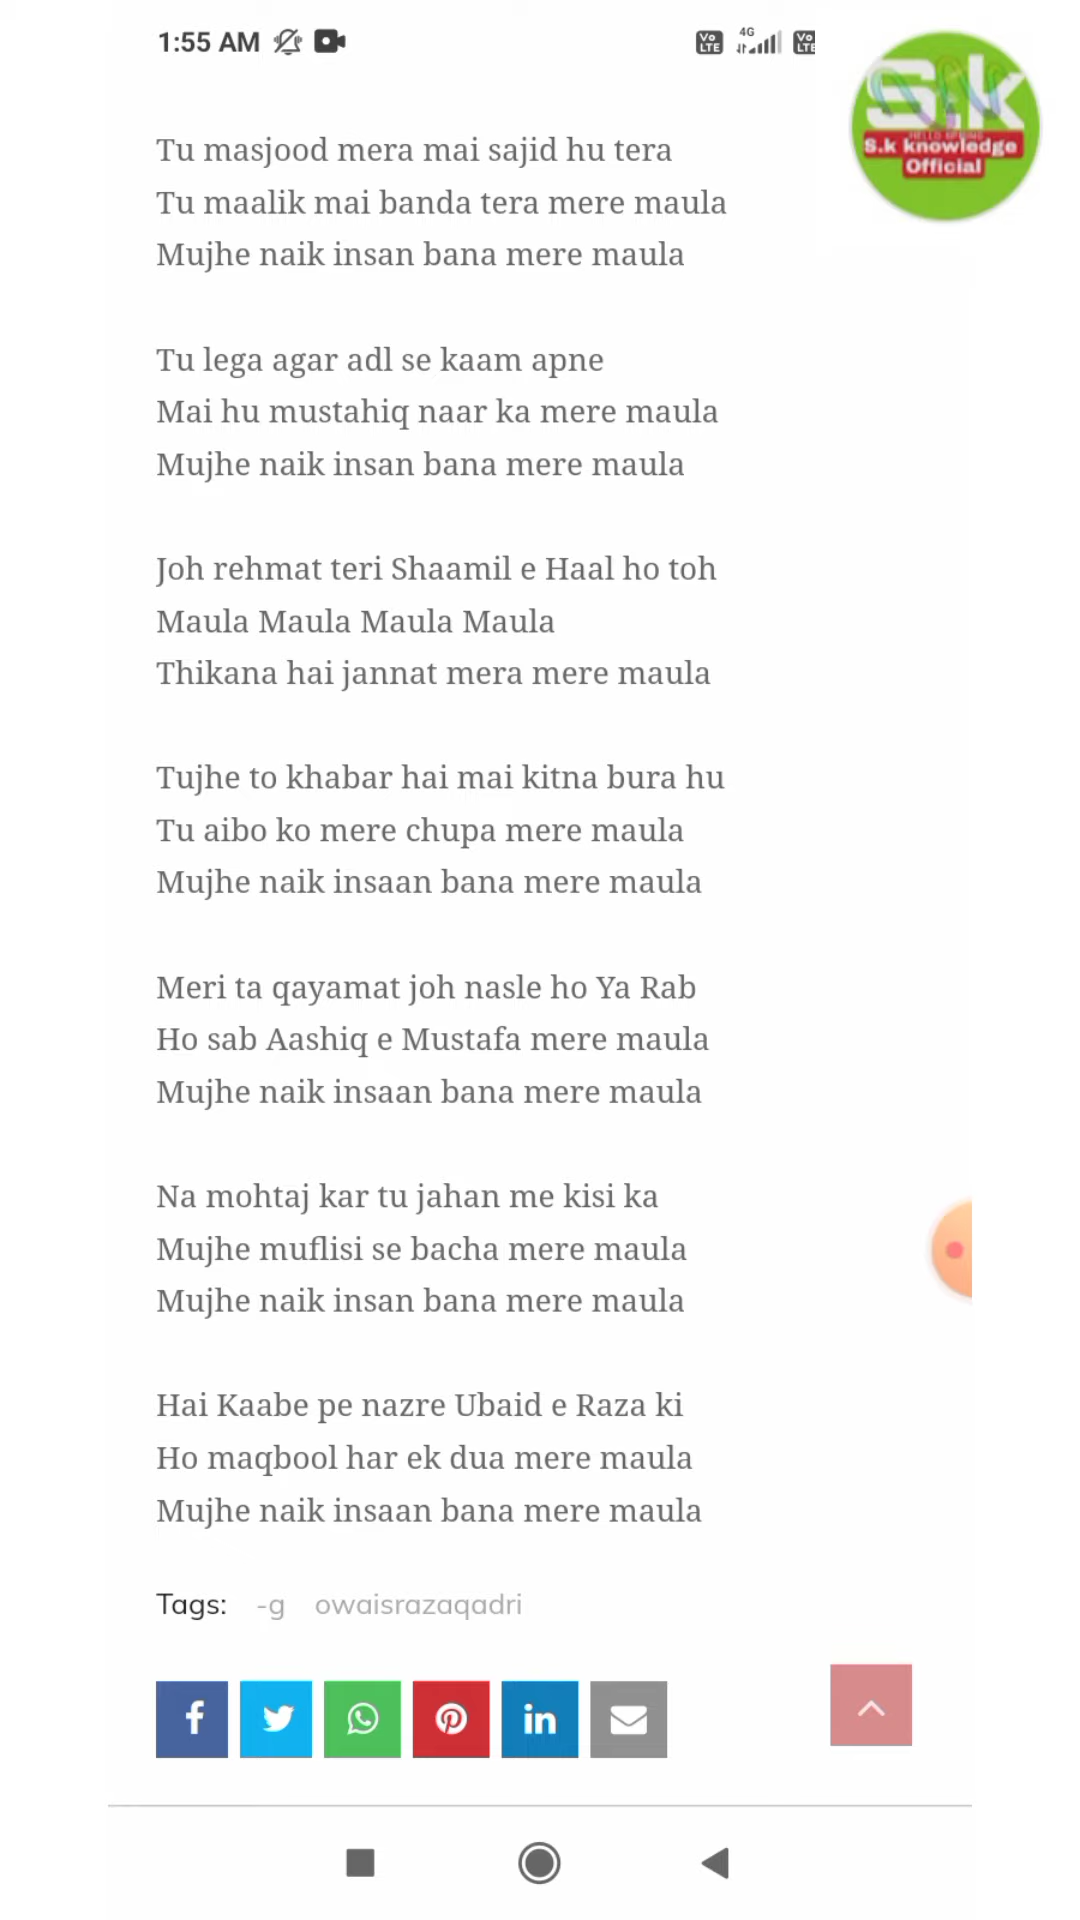 1:55 AM
Vo LTE 4G Vo LTE
S.k
S.k knowledge
Official
Tu masjood mera mai sajid hu tera
Tu maalik mai banda tera mere maula
Mujhe naik insan bana mere maula
Tu lega agar adl se kaam apne
Mai hu mustahiq naar ka mere maula
Mujhe naik insan bana mere maula
Joh rehmat teri Shaamil e Haal ho toh
Maula Maula Maula Maula
Thikana hai jannat mera mere maula
Tujhe to khabar hai mai kitna bura hu
Tu aibo ko mere chupa mere maula
Mujhe naik insaan bana mere maula
Meri ta qayamat joh nasle ho Ya Rab
Ho sab Aashiq e Mustafa mere maula
Mujhe naik insaan bana mere maula
Na mohtaj kar tu jahan me kisi ka
Mujhe muflisi se bacha mere maula
Mujhe naik insan bana mere maula
Hai Kaabe pe nazre Ubaid e Raza ki
Ho maqbool har ek dua mere maula
Mujhe naik insaan bana mere maula
Tags: -g owaisrazaqadri